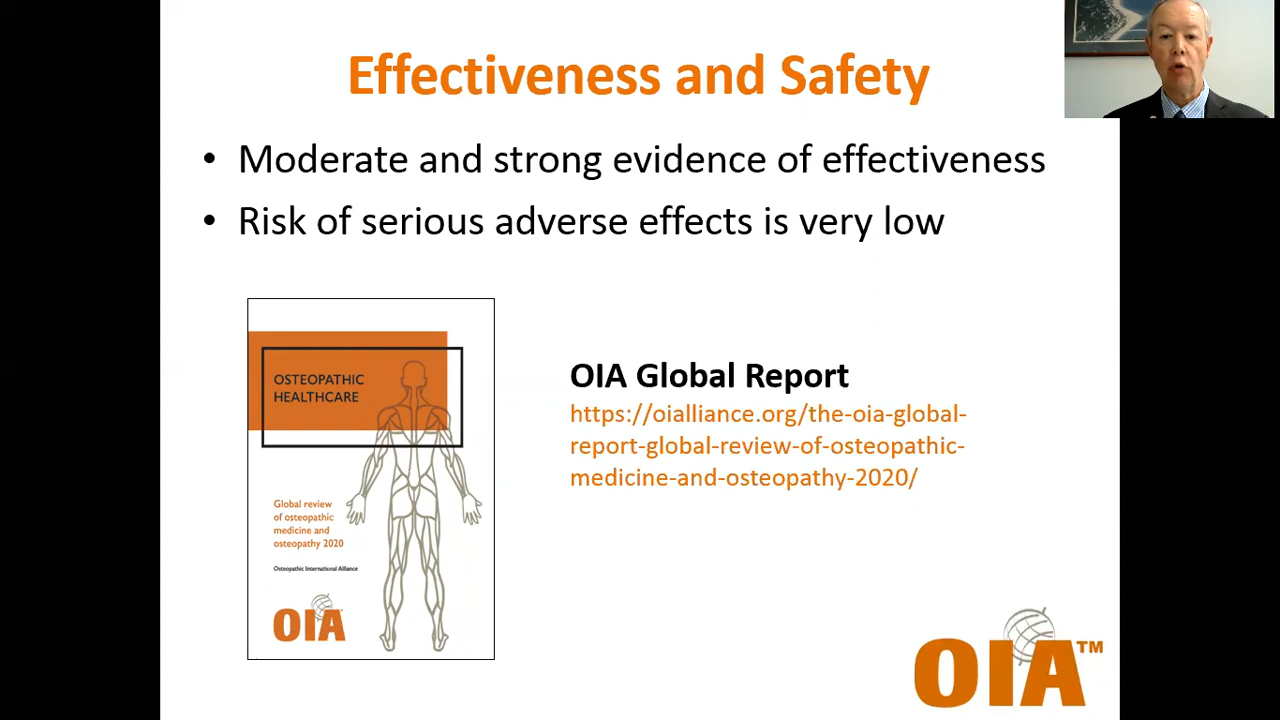 Effectiveness and Safety
• Moderate and strong evidence of effectiveness
• Risk of serious adverse effects is very low
OSTEOPATHIC
HEALTHCARE
Global review
of osteopathic
medicine and
osteopathy 2020
Osteopathic International Alliance
OIA
OIA Global Report
https://oialliance.org/the-oia-global-
report-global-review-of-osteopathic-
medicine-and-osteopathy-2020/
OIA™